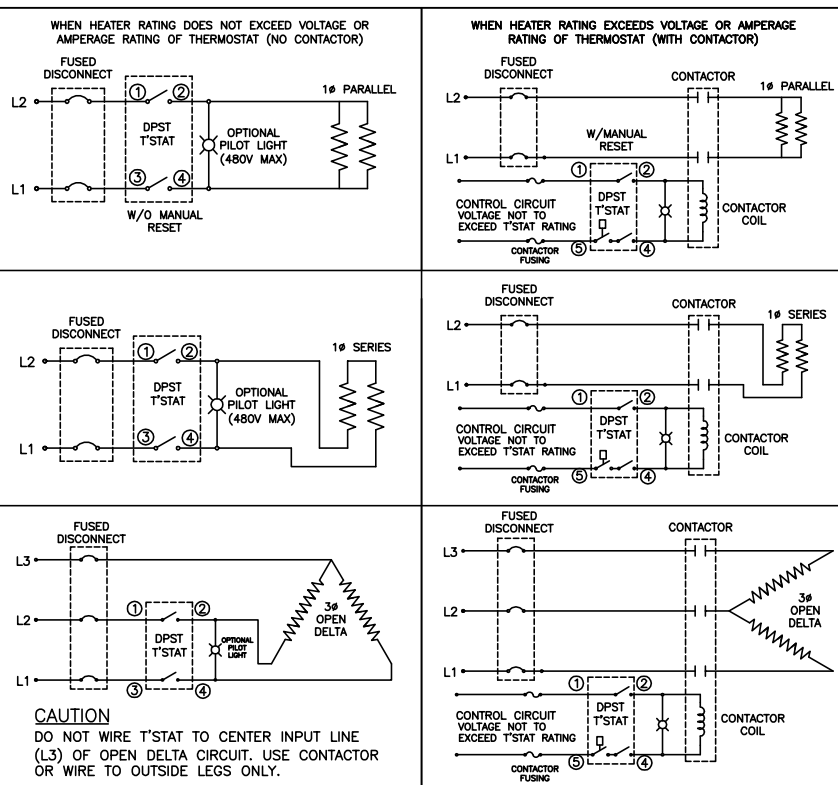 WHEN HEATER RATING DOES NOT EXCEED VOLTAGE OR
AMPERAGE RATING OF THERMOSTAT (NO CONTACTOR)
FUSED
DISCONNECT
① ②
1ø PARALLEL
L2
DPST
T'STAT
OPTIONAL
PILOT LIGHT
(480V MAX)
③ ④
L1
W/O MANUAL
RESET
WHEN HEATER RATING EXCEEDS VOLTAGE OR AMPERAGE
RATING OF THERMOSTAT (WITH CONTACTOR)
FUSED
DISCONNECT
CONTACTOR
1ø PARALLEL
L2
W/MANUAL
RESET
L1
① ②
CONTROL CIRCUIT
VOLTAGE NOT TO
EXCEED T'STAT RATING
DPST
T'STAT
CONTACTOR
COIL
CONTACTOR
FUSING
⑤ ④
FUSED
DISCONNECT
1ø SERIES
① ②
L2
DPST
T'STAT
OPTIONAL
PILOT LIGHT
(480V MAX)
③ ④
L1
FUSED
DISCONNECT
CONTACTOR
1ø SERIES
L2
L1
① ②
CONTROL CIRCUIT
VOLTAGE NOT TO
EXCEED T'STAT RATING
DPST
T'STAT
CONTACTOR
COIL
CONTACTOR
FUSING
⑤ ④
FUSED
DISCONNECT
L3
① ②
L2
DPST
T'STAT
OPTIONAL
PILOT
LIGHT
3ø
OPEN
DELTA
L1
③ ④
CAUTION
DO NOT WIRE T'STAT TO CENTER INPUT LINE
(L3) OF OPEN DELTA CIRCUIT. USE CONTACTOR
OR WIRE TO OUTSIDE LEGS ONLY.
FUSED
DISCONNECT
CONTACTOR
L3
L2
3ø
OPEN
DELTA
L1
① ②
CONTROL CIRCUIT
VOLTAGE NOT TO
EXCEED T'STAT RATING
DPST
T'STAT
CONTACTOR
COIL
CONTACTOR
FUSING
⑤ ④